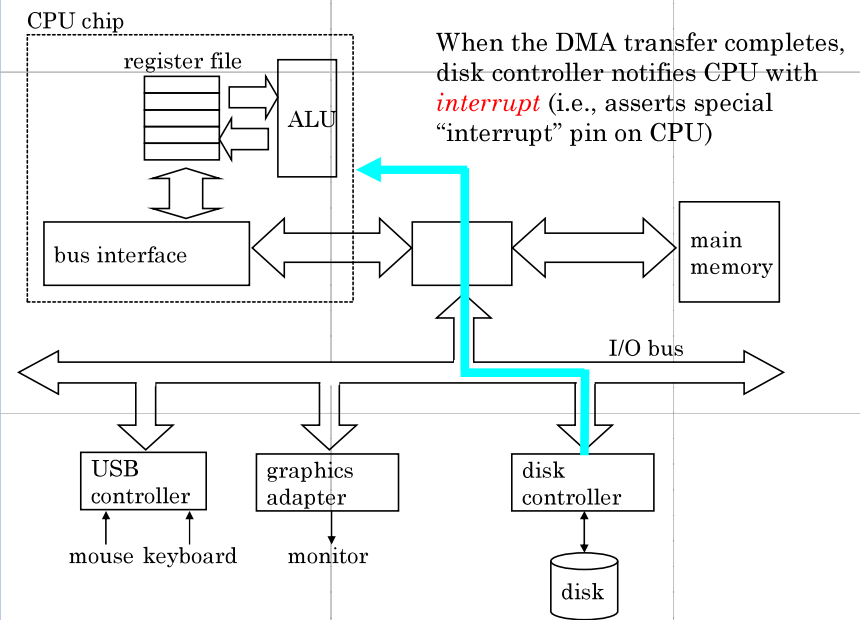 CPU chip
register file
ALU
When the DMA transfer completes,
disk controller notifies CPU with
interrupt (i.e., asserts special
“interrupt” pin on CPU)
bus interface
main
memory
I/O bus
USB
controller
graphics
adapter
disk
controller
mouse
keyboard
monitor
disk